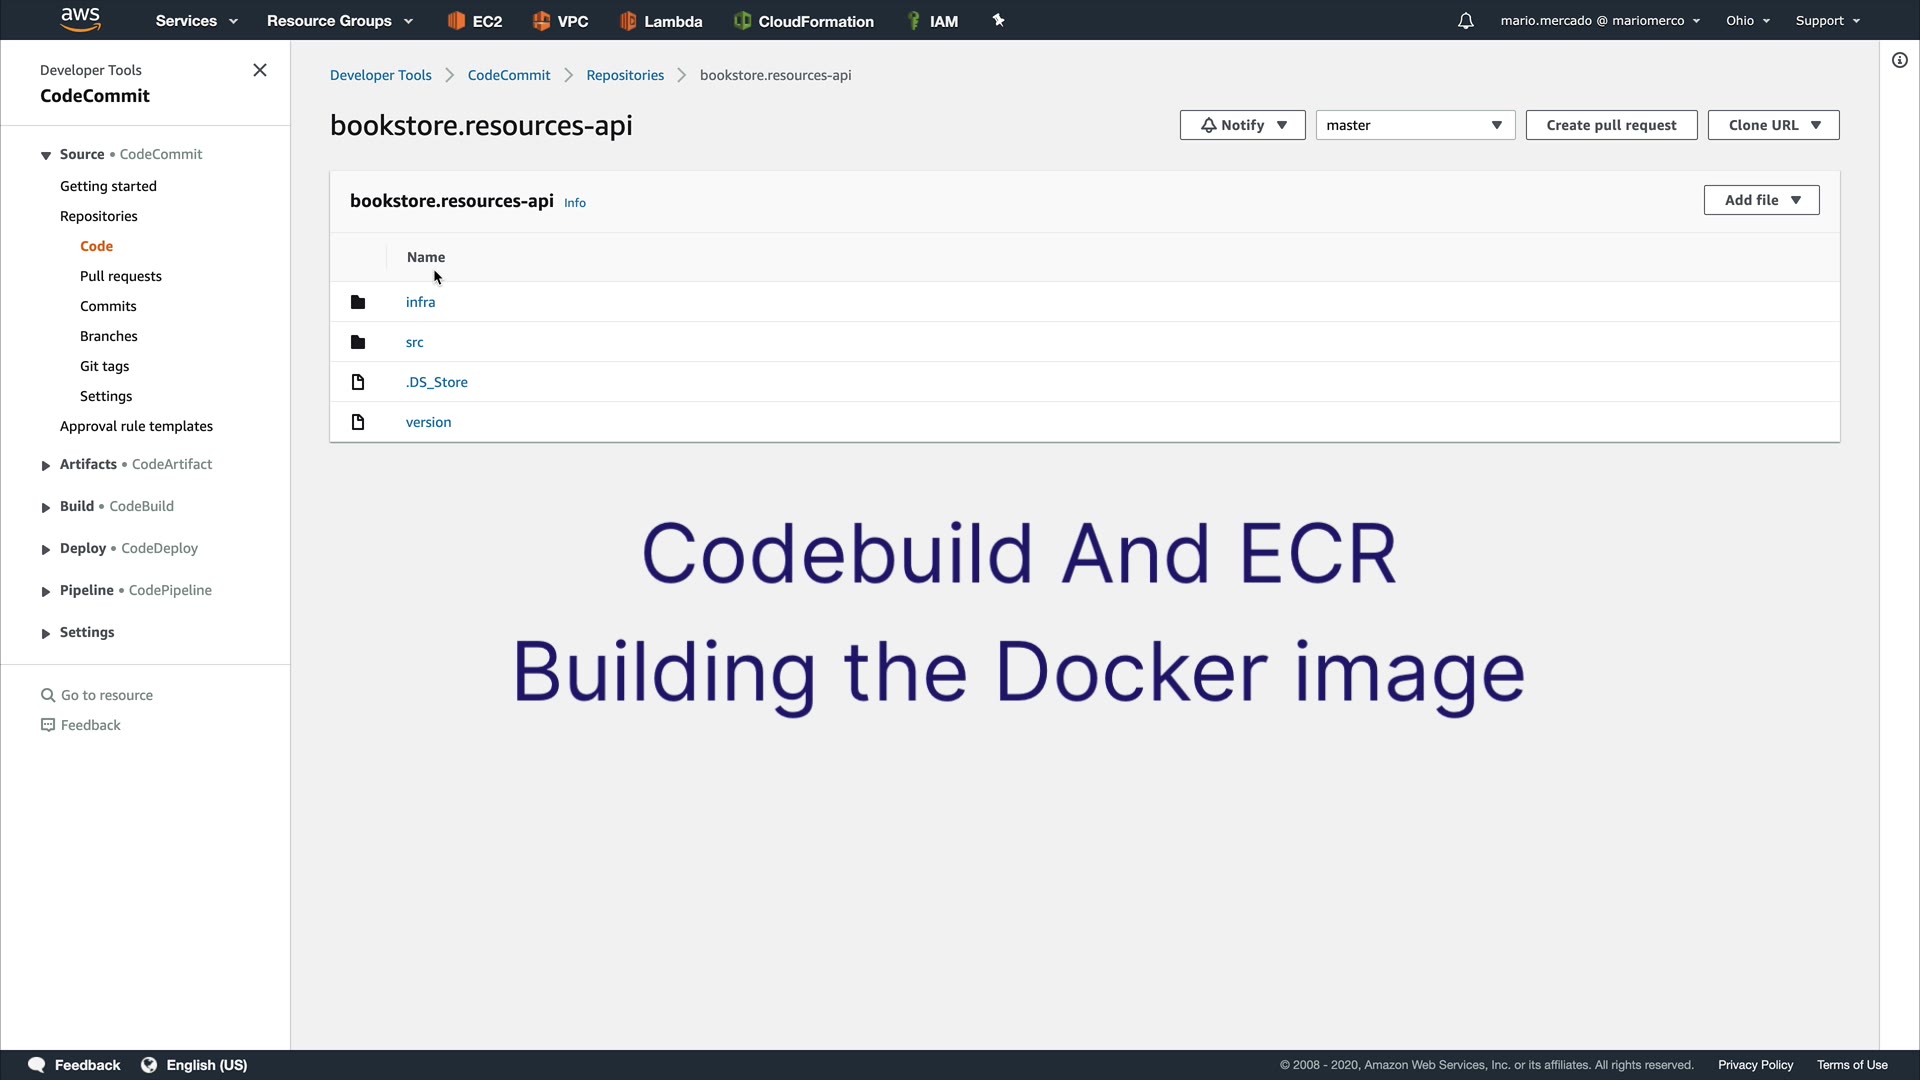 aws Services Resource Groups EC2 VPC Lambda CloudFormation IAM mario.mercado @ mariomerco Ohio Support
Developer Tools
CodeCommit
Source • CodeCommit
Getting started
Repositories
Code
Pull requests
Commits
Branches
Git tags
Settings
Approval rule templates
Artifacts • CodeArtifact
Build • CodeBuild
Deploy • CodeDeploy
Pipeline • CodePipeline
Settings
Go to resource
Feedback
Developer Tools CodeCommit Repositories bookstore.resources-api
bookstore.resources-api Notify master Create pull request Clone URL
bookstore.resources-api Info Add file
Name
infra
src
.DS_Store
version
Codebuild And ECR
Building the Docker image
Feedback English (US) © 2008 - 2020, Amazon Web Services, Inc. or its affiliates. All rights reserved. Privacy Policy Terms of Use